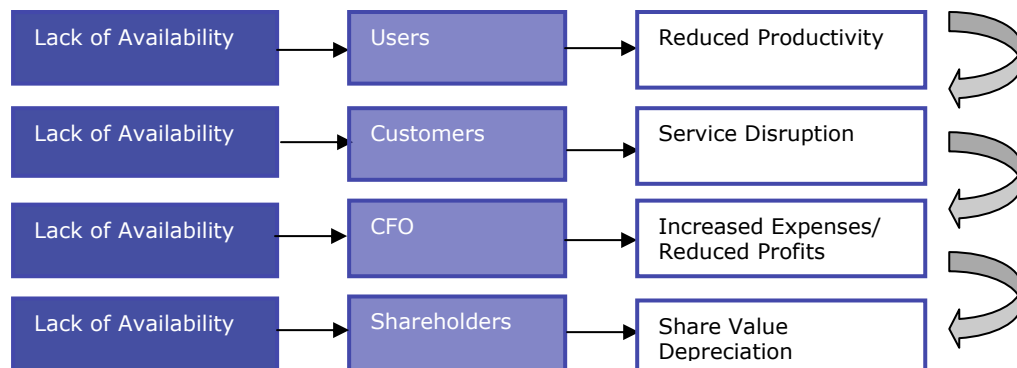 Lack of Availability
Users
Reduced Productivity
Lack of Availability
Customers
Service Disruption
Lack of Availability
CFO
Increased Expenses/
Reduced Profits
Lack of Availability
Shareholders
Share Value
Depreciation